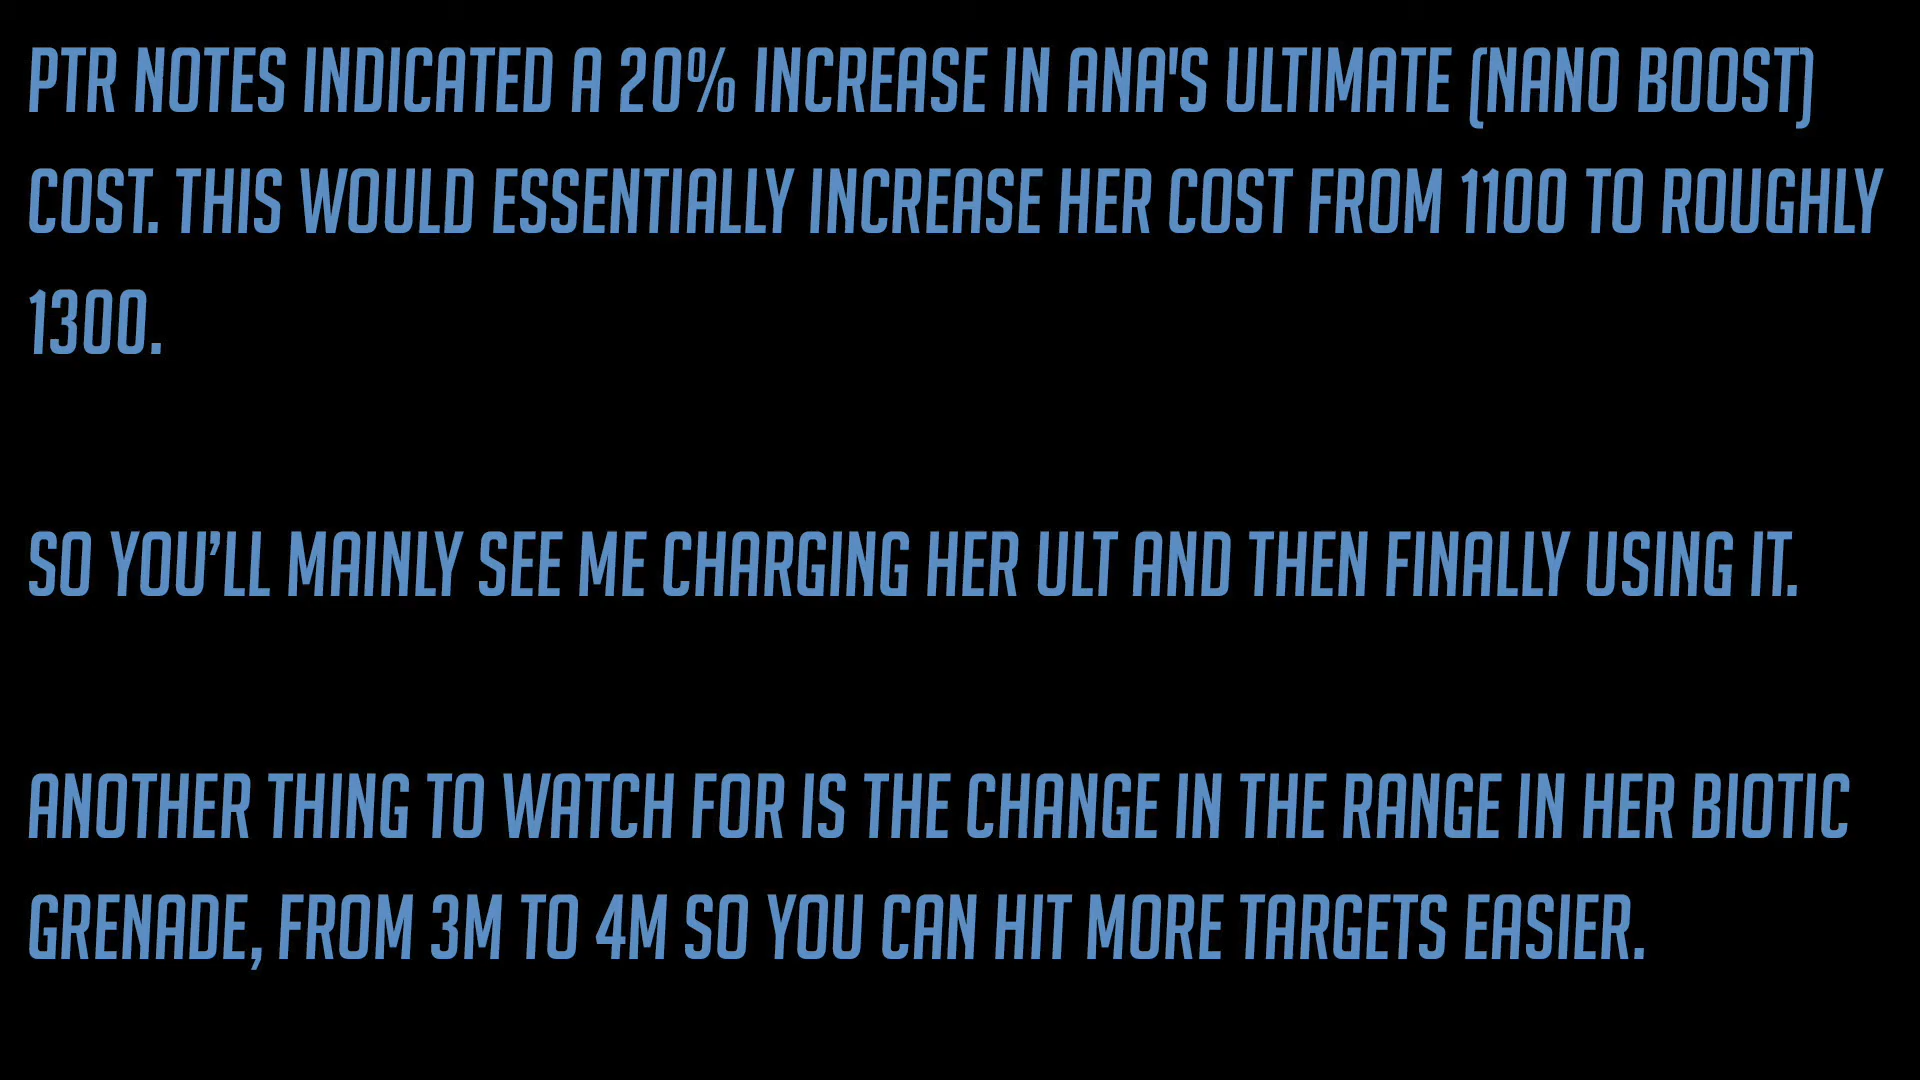 PTR NOTES INDICATED A 20% INCREASE IN ANA'S ULTIMATE (NANO BOOST)
COST. THIS WOULD ESSENTIALLY INCREASE HER COST FROM 1100 TO ROUGHLY
1300.
SO YOU’LL MAINLY SEE ME CHARGING HER ULT AND THEN FINALLY USING IT.
ANOTHER THING TO WATCH FOR IS THE CHANGE IN THE RANGE IN HER BIOTIC
GRENADE, FROM 3M TO 4M SO YOU CAN HIT MORE TARGETS EASIER.